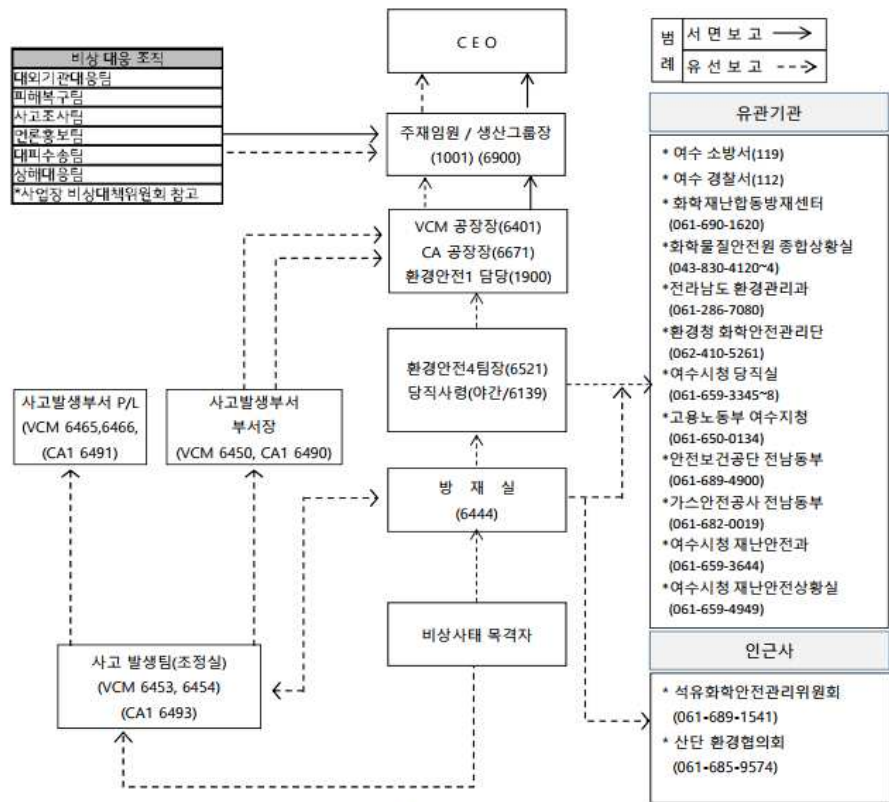 비상 대응 조직
대외기관대응팀
피해복구팀
사고조사팀
언론홍보팀
대피수송팀
상해대응팀
*사업장 비상대책위원회 참고
CEO
범례
서면보고
유선보고
주재임원 / 생산그룹장
(1001) (6900)
VCM 공장장(6401)
CA 공장장(6671)
환경안전1 담당(1900)
환경안전4팀장(6521)
당직사령(야간/6139)
사고발생부서 P/L
(VCM 6465,6466,
(CA1 6491)
사고발생부서
부서장
(VCM 6450, CA1 6490)
방 재 실
(6444)
비상사태 목격자
사고 발생팀(조정실)
(VCM 6453, 6454)
(CA1 6493)
유관기관
* 여수 소방서(119)
* 여수 경찰서(112)
* 화학재난합동방재센터
(061-690-1620)
*화학물질안전원 종합상황실
(043-830-4120~4)
*전라남도 환경관리과
(061-286-7080)
*환경청 화학안전관리단
(062-410-5261)
*여수시청 당직실
(061-659-3345~8)
*고용노동부 여수지청
(061-650-0134)
*안전보건공단 전남동부
(061-689-4900)
*가스안전공사 전남동부
(061-682-0019)
*여수시청 재난안전과
(061-659-3644)
*여수시청 재난안전상황실
(061-659-4949)
인근사
* 석유화학안전관리위원회
(061-689-1541)
* 산단 환경협의회
(061-685-9574)